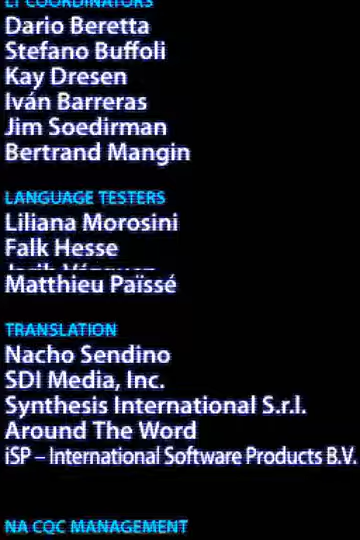 LT COORDINATORS
Dario Beretta
Stefano Buffoli
Kay Dresen
Iván Barreras
Jim Soedirman
Bertrand Mangin
LANGUAGE TESTERS
Liliana Morosini
Falk Hesse
Matthieu Païssé
TRANSLATION
Nacho Sendino
SDI Media, Inc.
Synthesis International S.r.l.
Around The Word
iSP – International Software Products B.V.
NA CQC MANAGEMENT